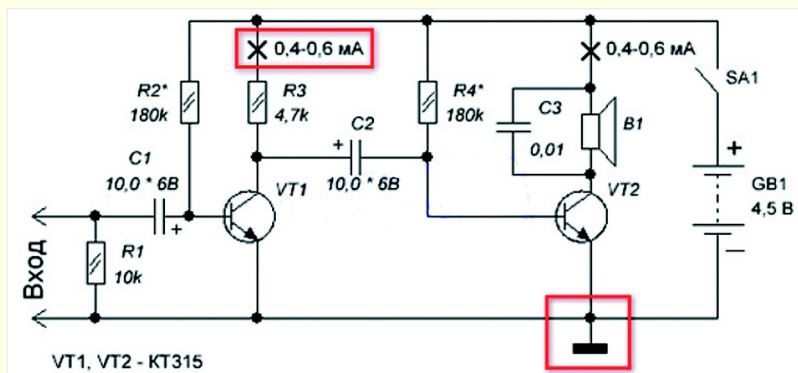 0,4-0,6 мА
0,4-0,6 мА
R2*
180k
R3
4,7k
R4*
180k
C3
0,01
B1
SA1
C1
10,0 * 6В
C2
10,0 * 6В
VT1
VT2
+
+
+
GB1
4,5 В
–
R1
10k
Вход
VT1, VT2 - КТ315